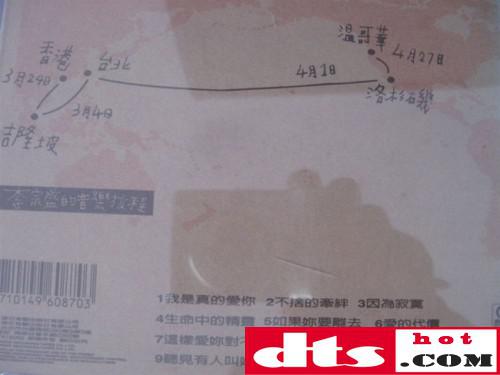 溫哥華
香港
台北
4月27日
3月29日
4月1日
洛杉磯
3月4日
吉隆坡
李宗盛的音樂旅程
710149 608703
1我是真的愛你 2不捨的牽絆 3因為寂寞
4生命中的精靈 5如果妳要離去 6愛的代價
7這樣愛妳對不
9聽見有人叫
hot
dts.COM